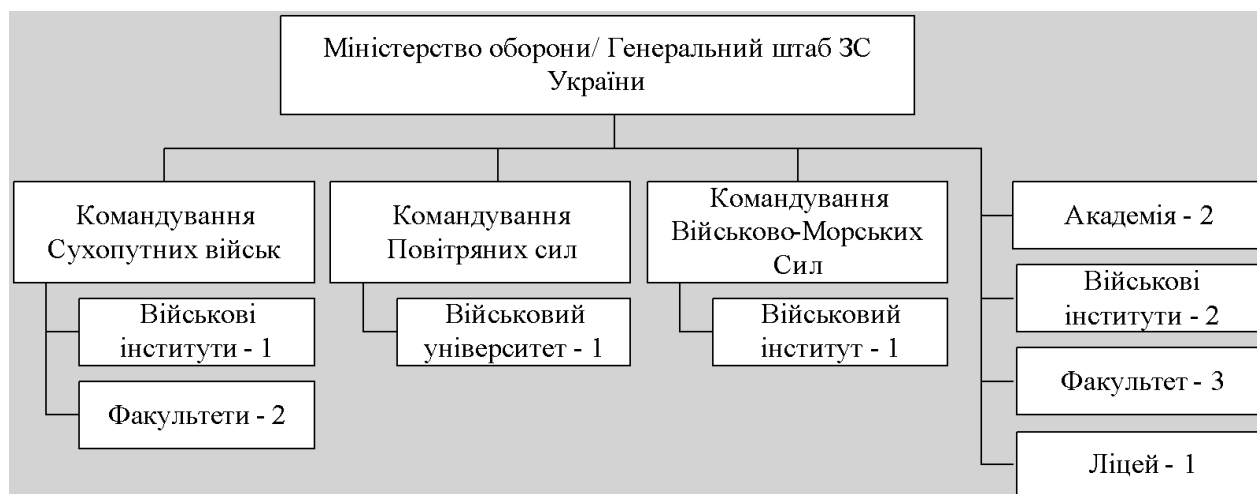 Міністерство оборони/ Генеральний штаб ЗС
України
Командування
Сухопутних військ
Військові
інститути - 1
Факультети - 2
Командування
Повітряних сил
Військовий
університет - 1
Командування
Військово-Морських
Сил
Військовий
інститут - 1
Академія - 2
Військові
інститути - 2
Факультет - 3
Ліцей - 1